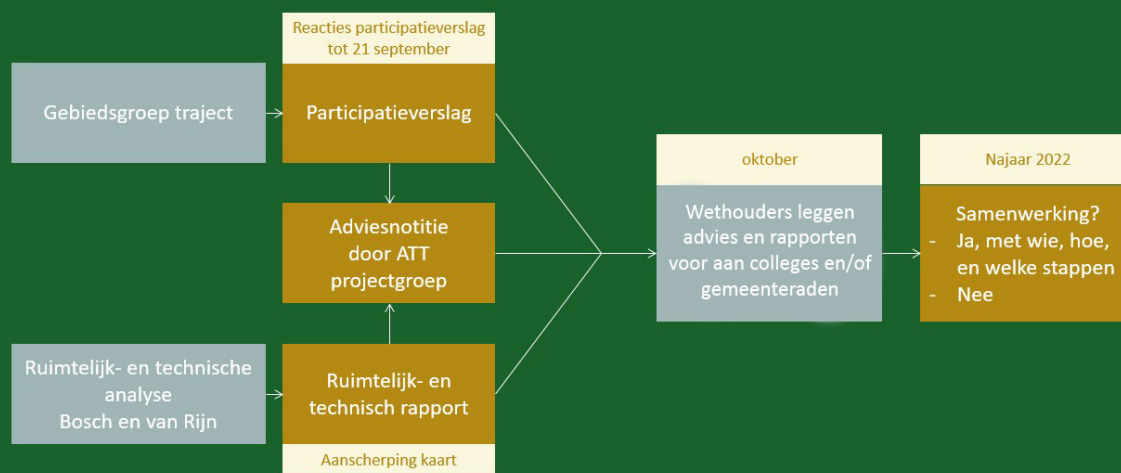 Reacties participatieverslag
tot 21 september
Gebiedsgroep traject
Participatieverslag
Adviesnotitie
door ATT
projectgroep
Ruimtelijk- en technische
analyse
Bosch en van Rijn
Ruimtelijk- en
technisch rapport
Aanscherping kaart
oktober
Wethouders leggen
advies en rapporten
voor aan colleges en/of
gemeenteraden
Najaar 2022
Samenwerking?
- Ja, met wie, hoe,
en welke stappen
- Nee